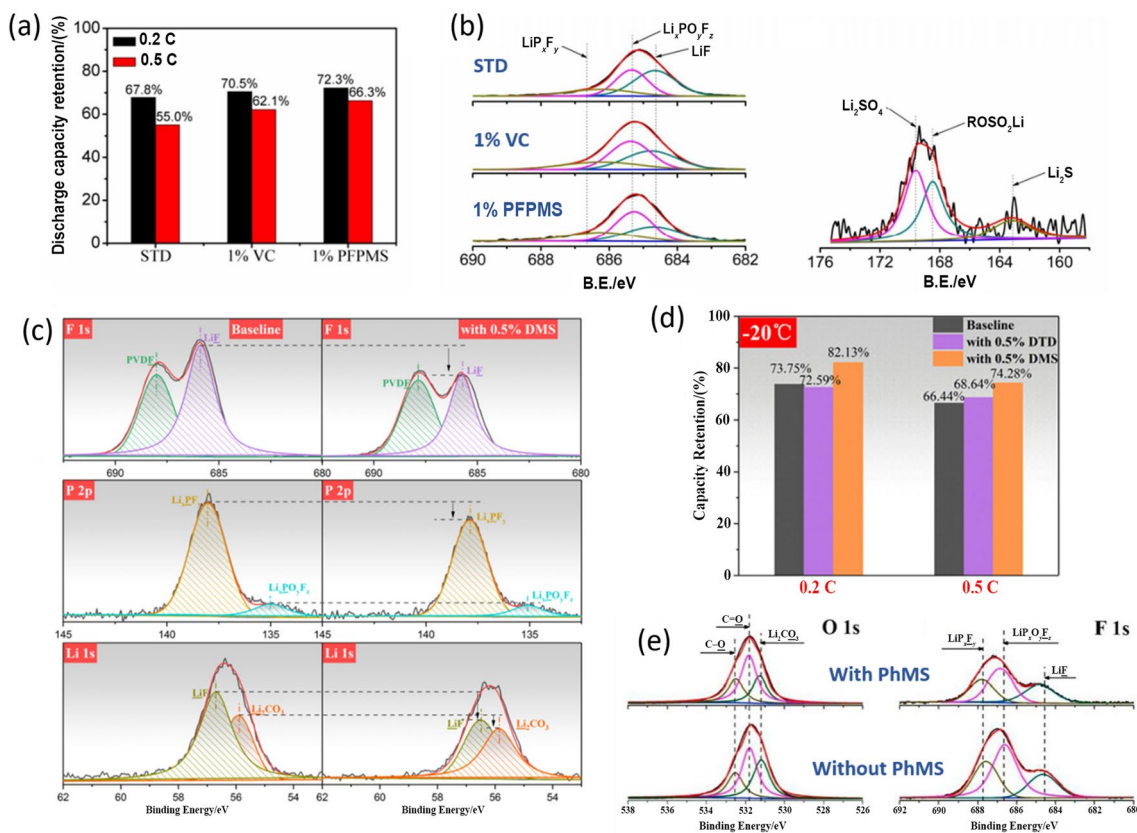 (a)
Discharge capacity retention/(%)
100
80
60
40
20
0
0.2 C
0.5 C
67.8%
55.0%
70.5%
62.1%
72.3%
66.3%
STD
1% VC
1% PFPMS
(b)
LiPxFy
LixPOyFz
LiF
STD
1% VC
1% PFPMS
690 688 686 684 682
B.E./eV
Li2SO4
ROSO2Li
Li2S
176 172 168 164 160
B.E./eV
(c)
F 1s
Baseline
F 1s
with 0.5% DMS
PVDF
LiF
PVDF
LiF
690 685 680 690 685 680
P 2p
P 2p
LixPFy
LixPOyFz
LixPFy
LixPOyFz
145 140 135 145 140 135
Li 1s
Li 1s
LiF
Li2CO3
LiF
Li2CO3
62 60 58 56 54 62 60 58 56 54
Binding Energy/eV
Binding Energy/eV
(d)
Capacity Retention/(%)
100
80
60
40
20
0
-20℃
Baseline
with 0.5% DTD
with 0.5% DMS
73.75%
72.59%
82.13%
66.44%
68.64%
74.28%
0.2 C
0.5 C
(e)
C-O
C=O
Li2CO3
O 1s
LiPxFy
LiPxOyFz
LiF
F 1s
With PhMS
Without PhMS
538 536 534 532 530 528 526
Binding Energy/eV
692 690 688 686 684 682 680
Binding Energy/eV